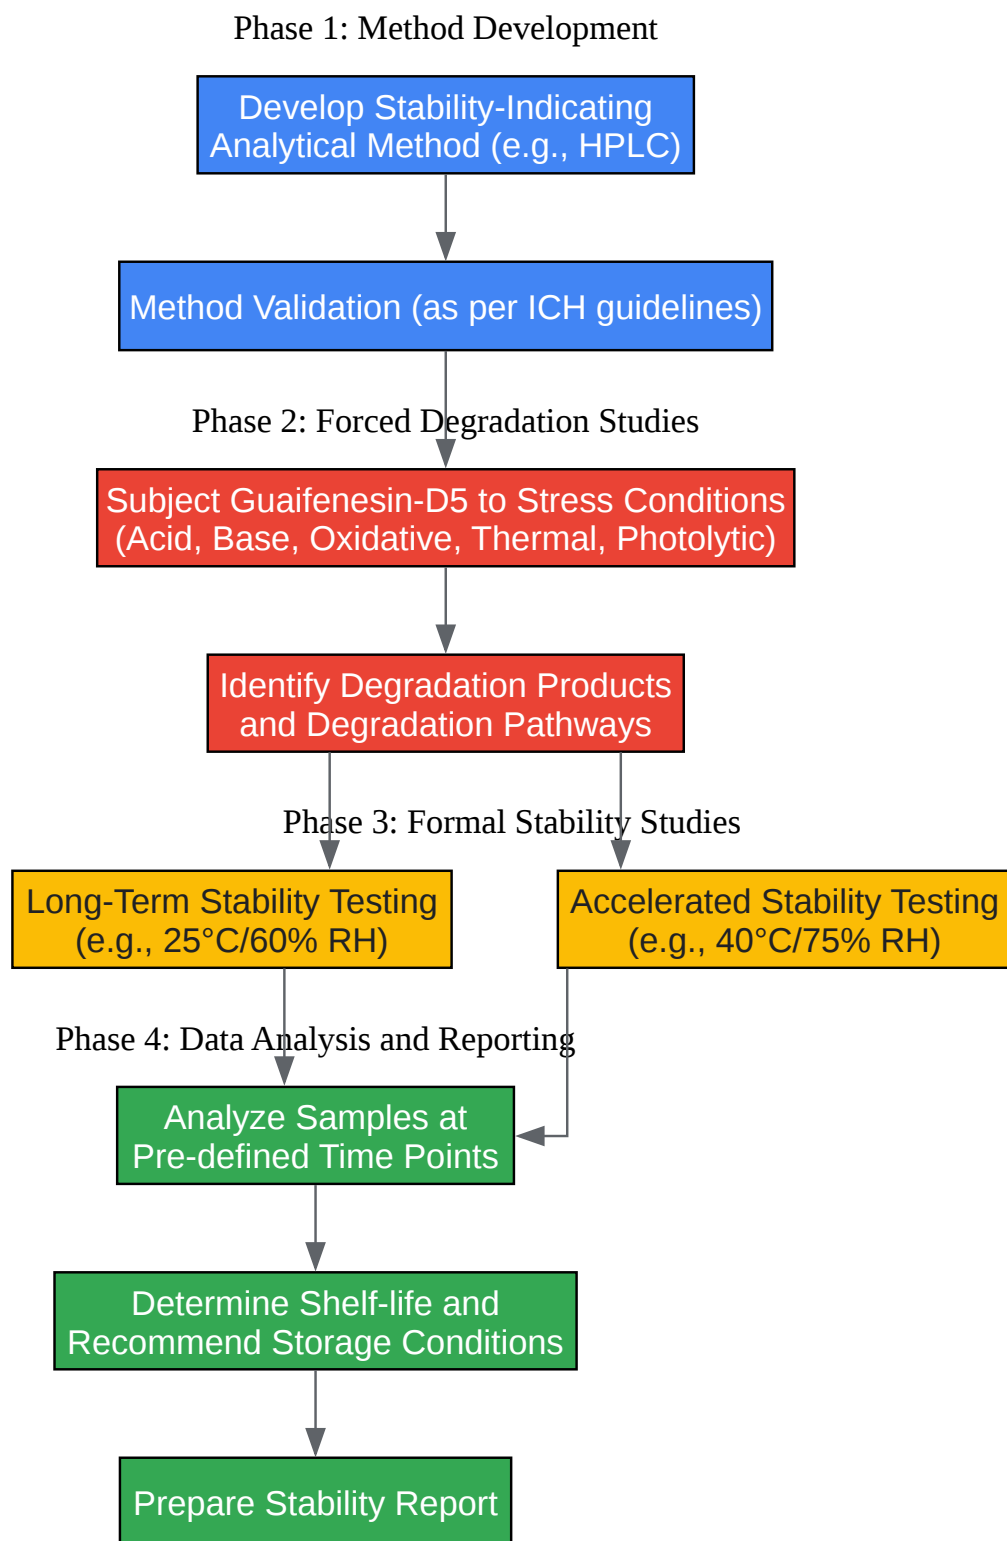 Phase 1: Method Development
Develop Stability-Indicating
Analytical Method (e.g., HPLC)
Method Validation (as per ICH guidelines)
Phase 2: Forced Degradation Studies
Subject Guaifenesin-D5 to Stress Conditions
(Acid, Base, Oxidative, Thermal, Photolytic)
Identify Degradation Products
and Degradation Pathways
Phase 3: Formal Stability Studies
Long-Term Stability Testing
(e.g., 25°C/60% RH)
Accelerated Stability Testing
(e.g., 40°C/75% RH)
Phase 4: Data Analysis and Reporting
Analyze Samples at
Pre-defined Time Points
Determine Shelf-life and
Recommend Storage Conditions
Prepare Stability Report